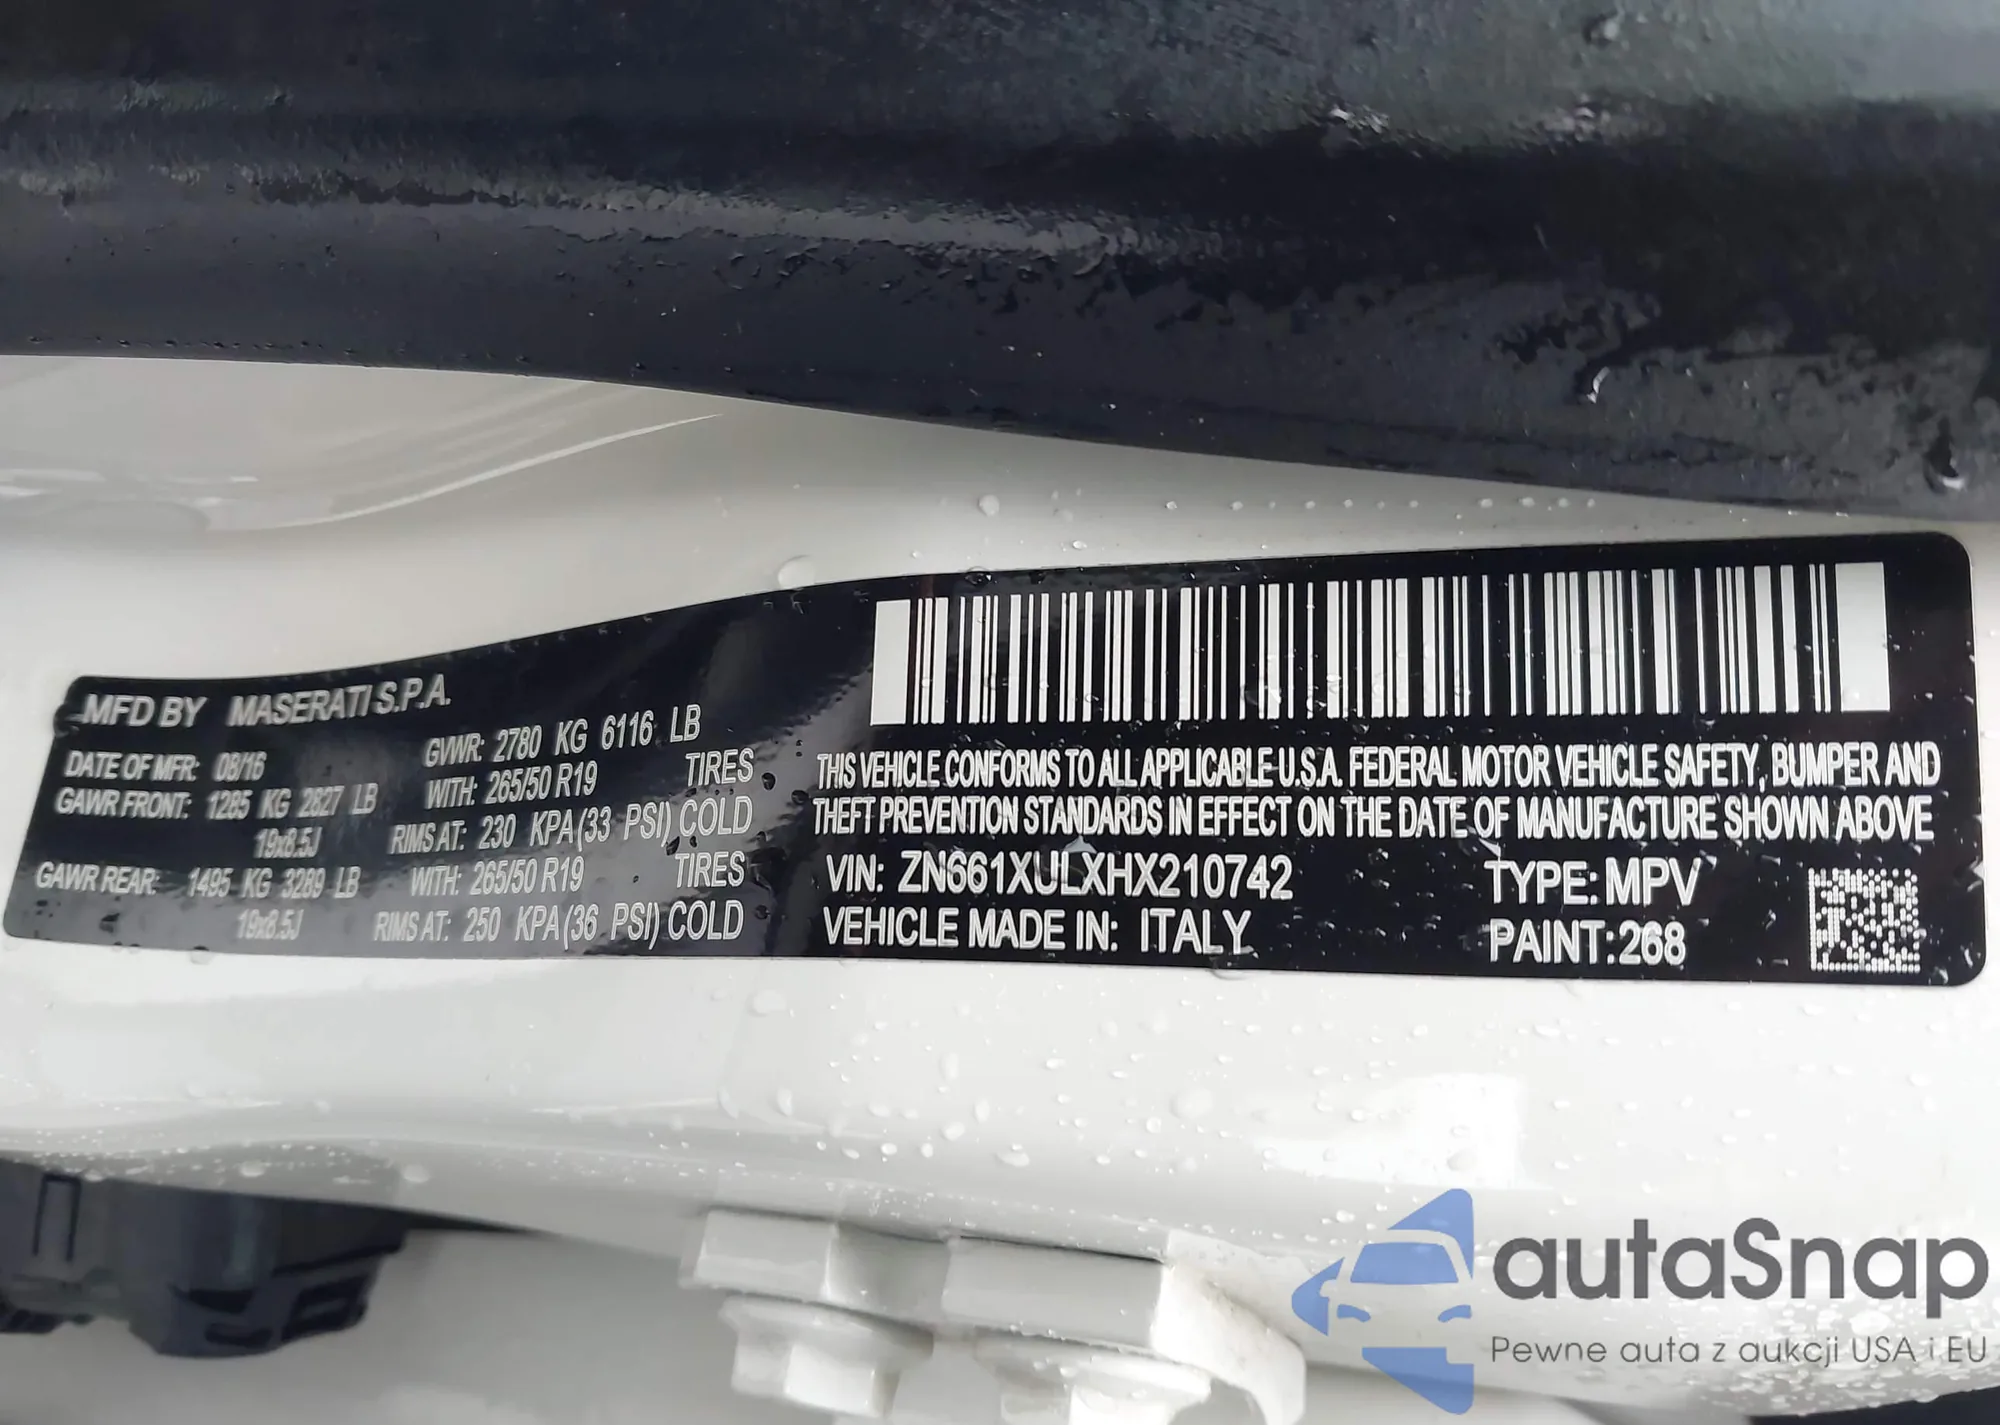 MFD BY MASERATI S.P.A.
DATE OF MFR: 08/16 GVWR: 2780 KG 6116 LB
GAWR FRONT: 1285 KG 2827 LB WITH: 265/50 R19 TIRES
19x8.5J RIMS AT: 230 KPA (33 PSI) COLD
GAWR REAR: 1495 KG 3289 LB WITH: 265/50 R19 TIRES
19x8.5J RIMS AT: 250 KPA (36 PSI) COLD
THIS VEHICLE CONFORMS TO ALL APPLICABLE U.S.A. FEDERAL MOTOR VEHICLE SAFETY, BUMPER AND
THEFT PREVENTION STANDARDS IN EFFECT ON THE DATE OF MANUFACTURE SHOWN ABOVE
VIN: ZN661XULXHX210742 TYPE: MPV
VEHICLE MADE IN: ITALY PAINT: 268
autaSnap
Pewne auta z aukcji USA i EU